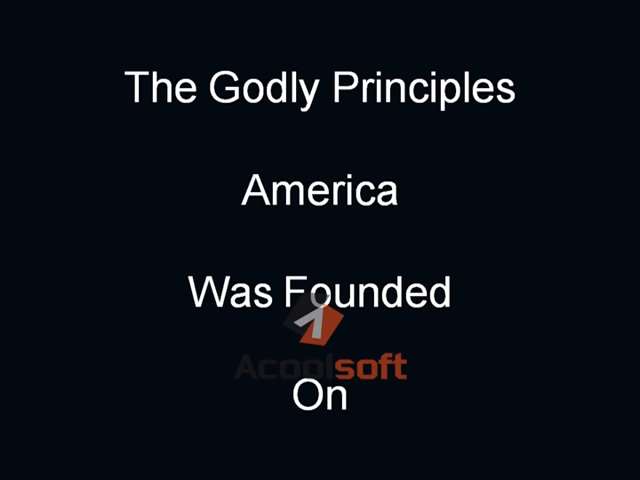 The Godly Principles
America
Was Founded
Acoolsoft
On